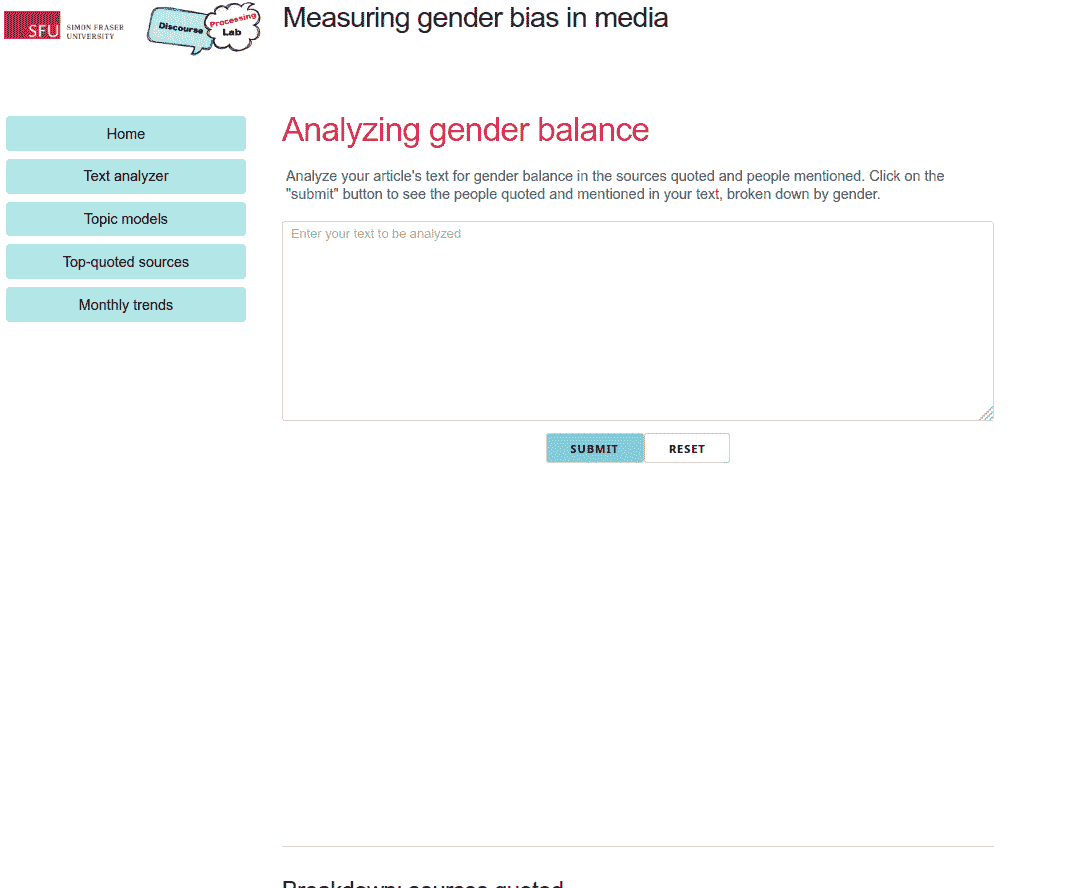 SFU
SIMON FRASER
UNIVERSITY
Discourse
Processing
Lab
Measuring gender bias in media
Home
Text analyzer
Topic models
Top-quoted sources
Monthly trends
Analyzing gender balance
Analyze your article's text for gender balance in the sources quoted and people mentioned. Click on the
"submit" button to see the people quoted and mentioned in your text, broken down by gender.
Enter your text to be analyzed
SUBMIT
RESET
Breakdown: sources quoted